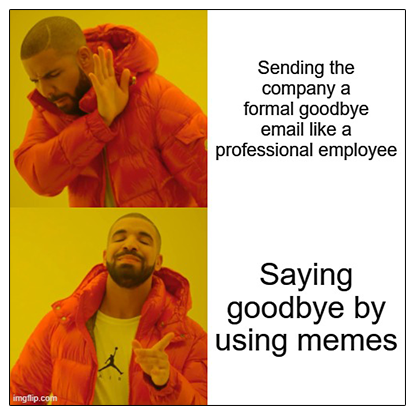 Sending the
company a
formal goodbye
email like a
professional employee
Saying
goodbye by
using memes
imgflip.com